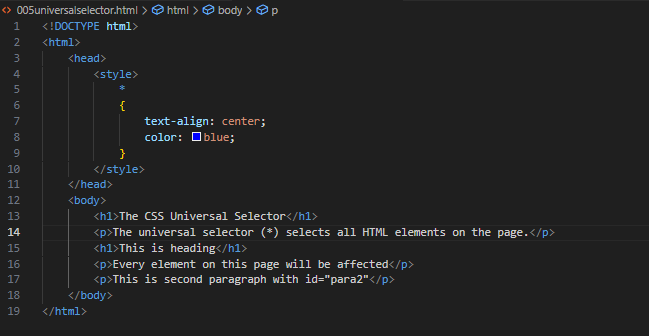 005universalselector.html > html > body > p
1 <!DOCTYPE html>
2 <html>
3     <head>
4         <style>
5             *
6             {
7                 text-align: center;
8                 color: blue;
9             }
10         </style>
11     </head>
12     <body>
13         <h1>The CSS Universal Selector</h1>
14         <p>The universal selector (*) selects all HTML elements on the page.</p>
15         <h1>This is heading</h1>
16         <p>Every element on this page will be affected</p>
17         <p>This is second paragraph with id="para2"</p>
18     </body>
19 </html>